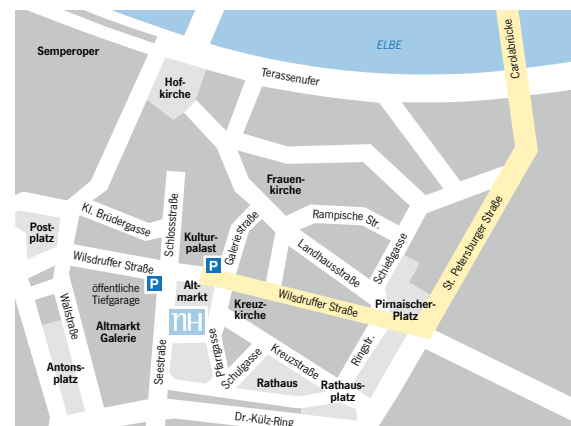 ELBE
Carolabrücke
Semperoper
Terassenufer
Hof-
kirche
Frauen-
kirche
Kl. Brüdergasse
Schlossstraße
Rampische Str.
Post-
platz
Kultur-
palast
Galeriestraße
Landhausstraße
Schießgasse
St. Petersburger Straße
Wilsdruffer Straße
P
P
öffentliche
Tiefgarage
Alt-
markt
Wilsdruffer Straße
Kreuz-
kirche
Pirnaischer-
Platz
Wallstraße
Altmarkt
Galerie
NH
Pfarrgasse
Ringstr.
Antons-
platz
Seestraße
Schulgasse
Kreuzstraße
Rathaus
Rathaus-
platz
Dr.-Külz-Ring